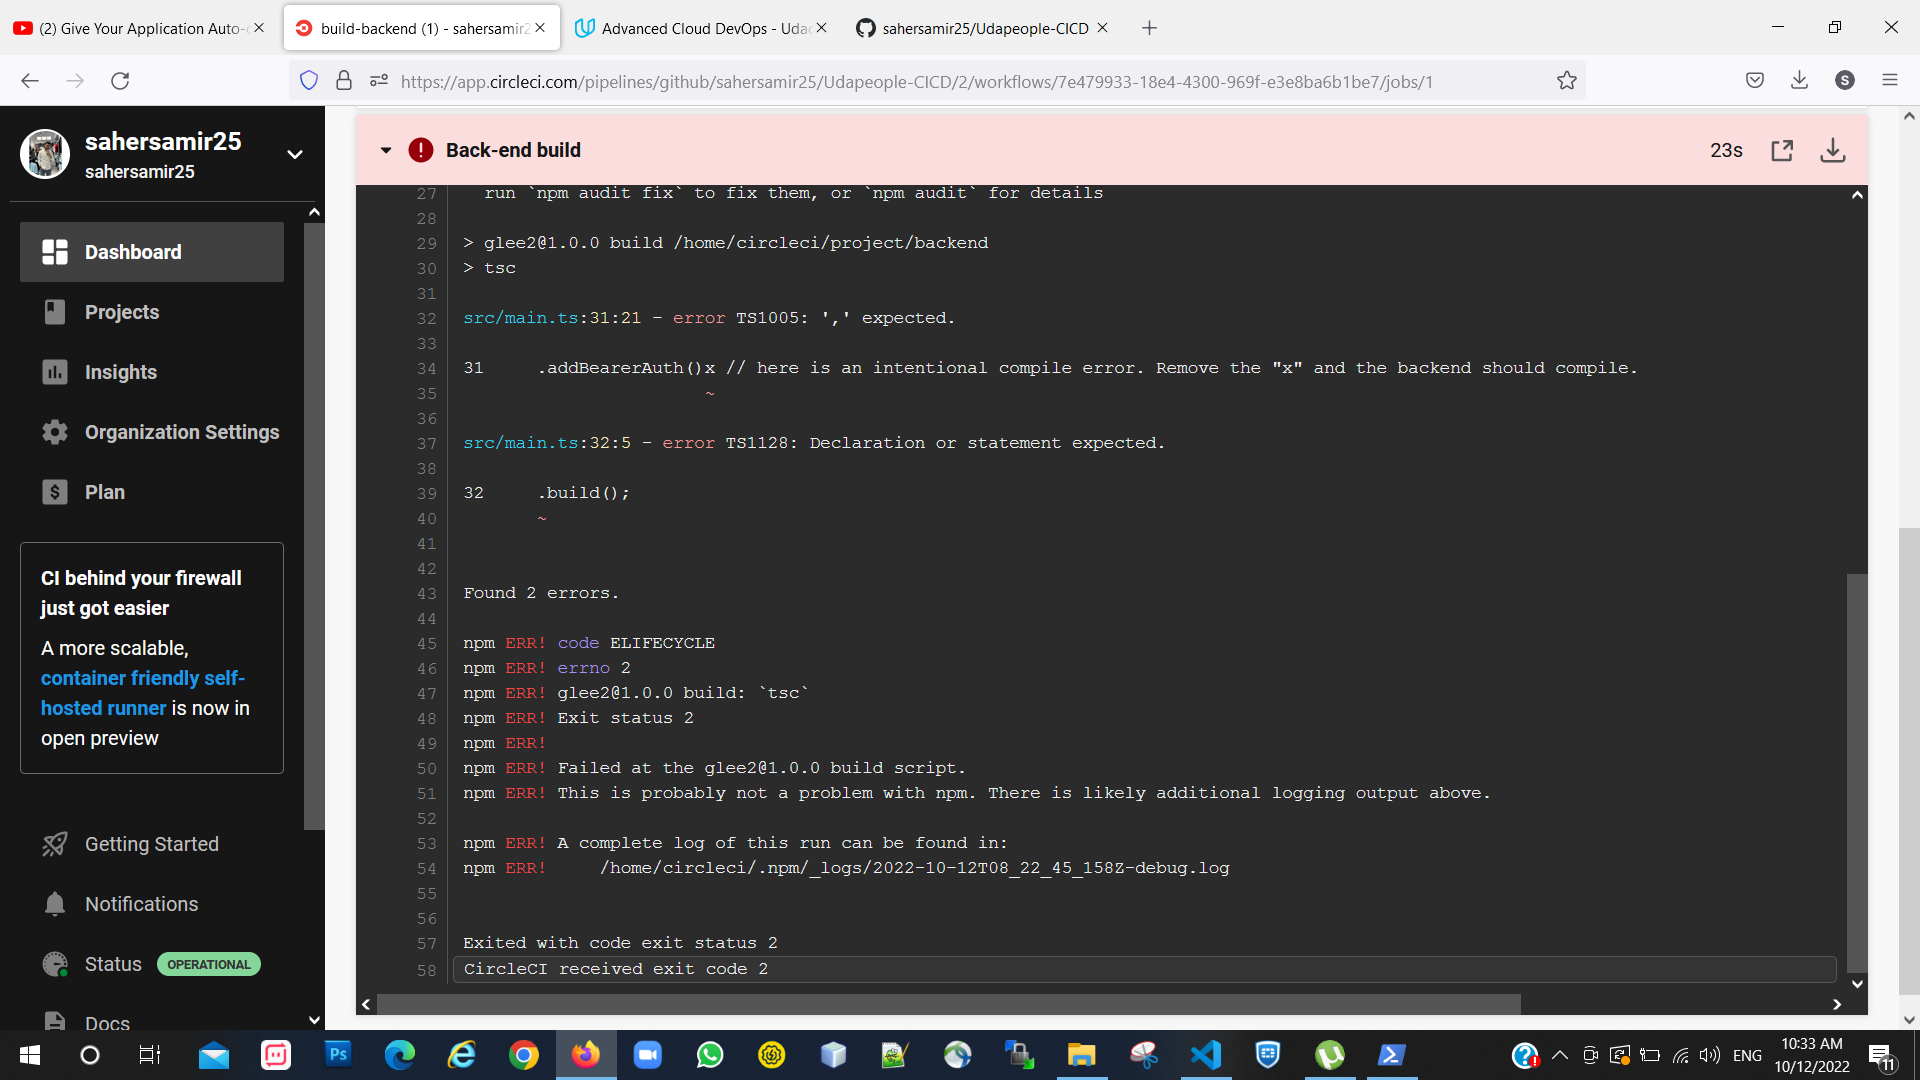 (2) Give Your Application Auto-
build-backend (1) - sahersamir2
Advanced Cloud DevOps - Uda
sahersamir25/Udapeople-CICD
https://app.circleci.com/pipelines/github/sahersamir25/Udapeople-CICD/2/workflows/7e479933-18e4-4300-969f-e3e8ba6b1be7/jobs/1
S
sahersamir25
sahersamir25
Dashboard
Projects
Insights
Organization Settings
Plan
CI behind your firewall
just got easier
A more scalable,
container friendly self-
hosted runner is now in
open preview
Getting Started
Notifications
Status OPERATIONAL
Docs
Back-end build
23s
27 run `npm audit fix` to fix them, or `npm audit` for details
28
29 > glee2@1.0.0 build /home/circleci/project/backend
30 > tsc
31
32 src/main.ts:31:21 - error TS1005: ',' expected.
33
34 31     .addBearerAuth()x // here is an intentional compile error. Remove the "x" and the backend should compile.
35 ~
36
37 src/main.ts:32:5 - error TS1128: Declaration or statement expected.
38
39 32     .build();
40 ~
41
42
43 Found 2 errors.
44
45 npm ERR! code ELIFECYCLE
46 npm ERR! errno 2
47 npm ERR! glee2@1.0.0 build: `tsc`
48 npm ERR! Exit status 2
49 npm ERR!
50 npm ERR! Failed at the glee2@1.0.0 build script.
51 npm ERR! This is probably not a problem with npm. There is likely additional logging output above.
52
53 npm ERR! A complete log of this run can be found in:
54 npm ERR!     /home/circleci/.npm/_logs/2022-10-12T08_22_45_158Z-debug.log
55
56
57 Exited with code exit status 2
58 CircleCI received exit code 2
Ps
ENG
10:33 AM
10/12/2022
11